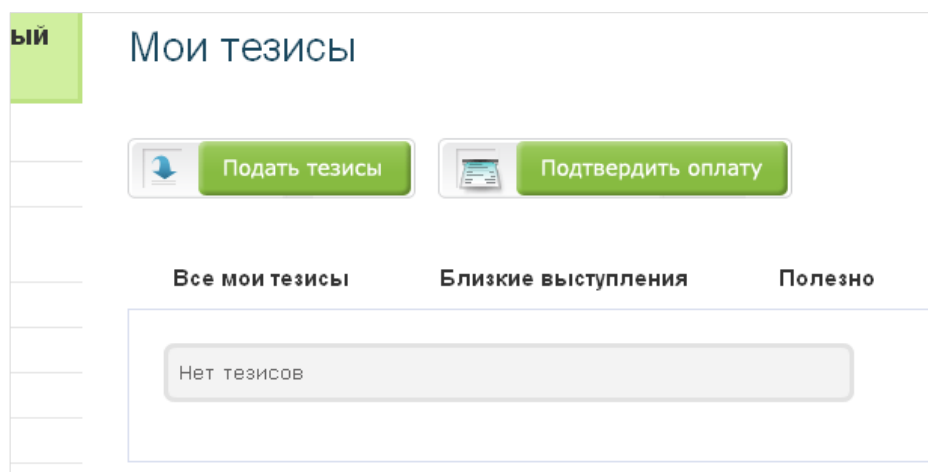 ый
Мои тезисы
Подать тезисы
Подтвердить оплату
Все мои тезисы
Близкие выступления
Полезно
Нет тезисов